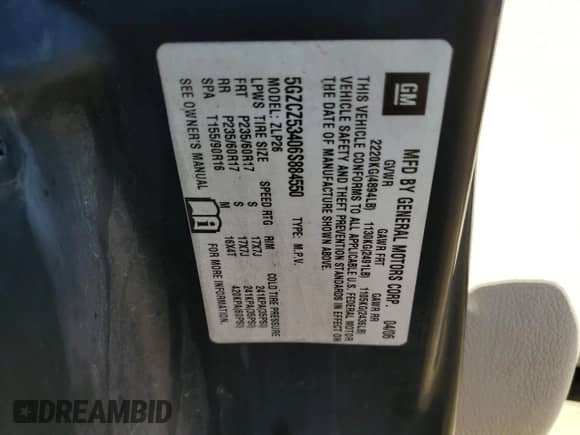 GM
MFD BY GENERAL MOTORS CORP. 04/06
GVWR GAWR FRT GAWR RR
2220KG(4894LB) 1130KG(2491LB) 1105KG(2436LB)
THIS VEHICLE CONFORMS TO ALL APPLICABLE U.S. FEDERAL MOTOR
VEHICLE SAFETY AND THEFT PREVENTION STANDARDS IN EFFECT ON
THE DATE OF MANUFACTURE SHOWN ABOVE.
5GZCZ53406S884550 TYPE: M.P.V.
MODEL: ZLP26
LPWS TIRE SIZE SPEED RTG RIM COLD TIRE PRESSURE
FRT P235/60R17 S 17X7J 241KPA(35PSI)
RR P235/60R17 S 17X7J 241KPA(35PSI)
SPA T155/90R16 M 16X4T 420KPA(60PSI)
SEE OWNER'S MANUAL i FOR MORE INFORMATION.
DREAMBID